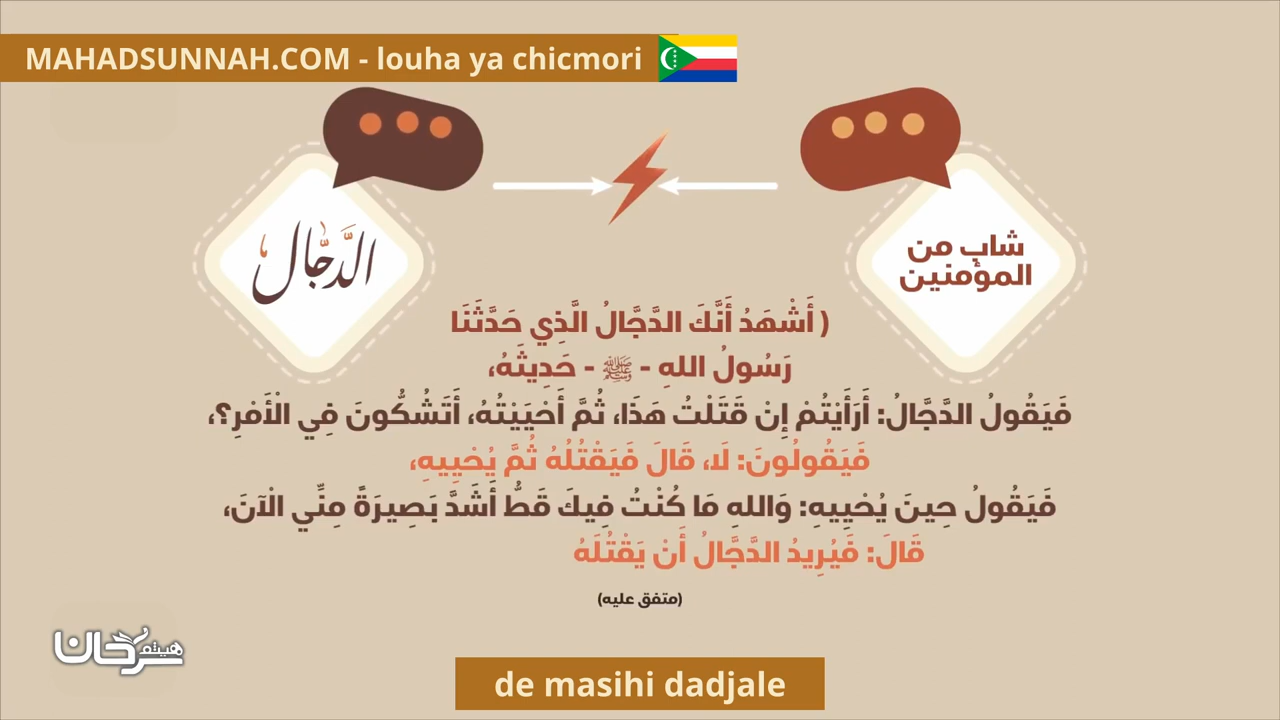 MAHADSUNNAH.COM - louha ya chicmori
الدَّجَّالُ
شاب من
المؤمنين
( أَشْهَدُ أَنَّكَ الدَّجَّالُ الَّذِي حَدَّثَنَا
رَسُولُ اللهِ - ﷺ - حَدِيثَهُ،
فَيَقُولُ الدَّجَّالُ: أَرَأَيْتُمْ إِنْ قَتَلْتُ هَذَا، ثُمَّ أَحْيَيْتُهُ، أَتَشُكُّونَ فِي الْأَمْرِ؟،
فَيَقُولُونَ: لَا، قَالَ فَيَقْتُلُهُ ثُمَّ يُحْيِيهِ،
فَيَقُولُ حِينَ يُحْيِيهِ: وَاللهِ مَا كُنْتُ فِيكَ قَطُّ أَشَدَّ بَصِيرَةً مِنِّي الْآنَ،
قَالَ: فَيُرِيدُ الدَّجَّالُ أَنْ يَقْتُلَهُ
(متفق عليه)
هيثم سرحان
de masihi dadjale